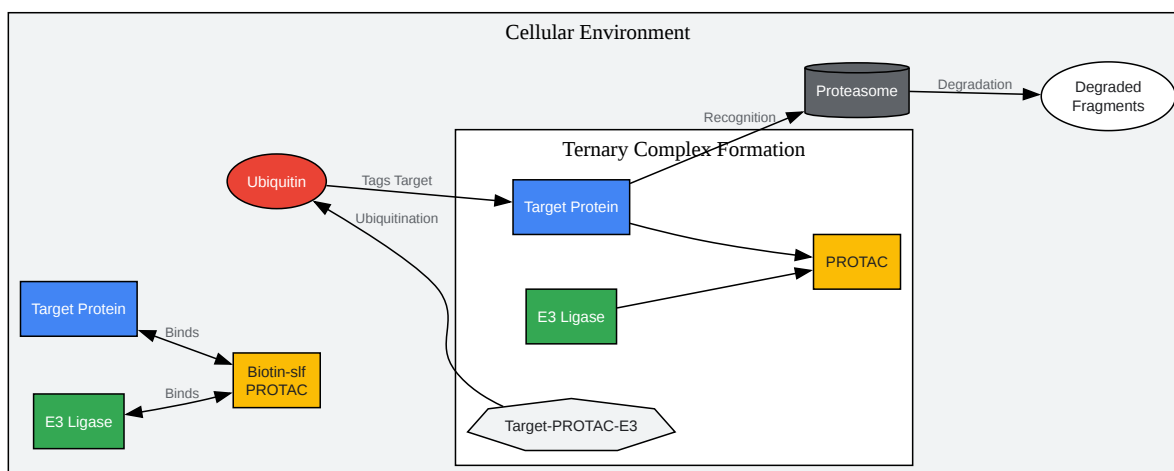 Cellular Environment
Proteasome
Degradation
Degraded
Fragments
Recognition
Ternary Complex Formation
Ubiquitin
Tags Target
Target Protein
Ubiquitination
PROTAC
Target Protein
E3 Ligase
Binds
Biotin-slf
PROTAC
Binds
E3 Ligase
Target-PROTAC-E3